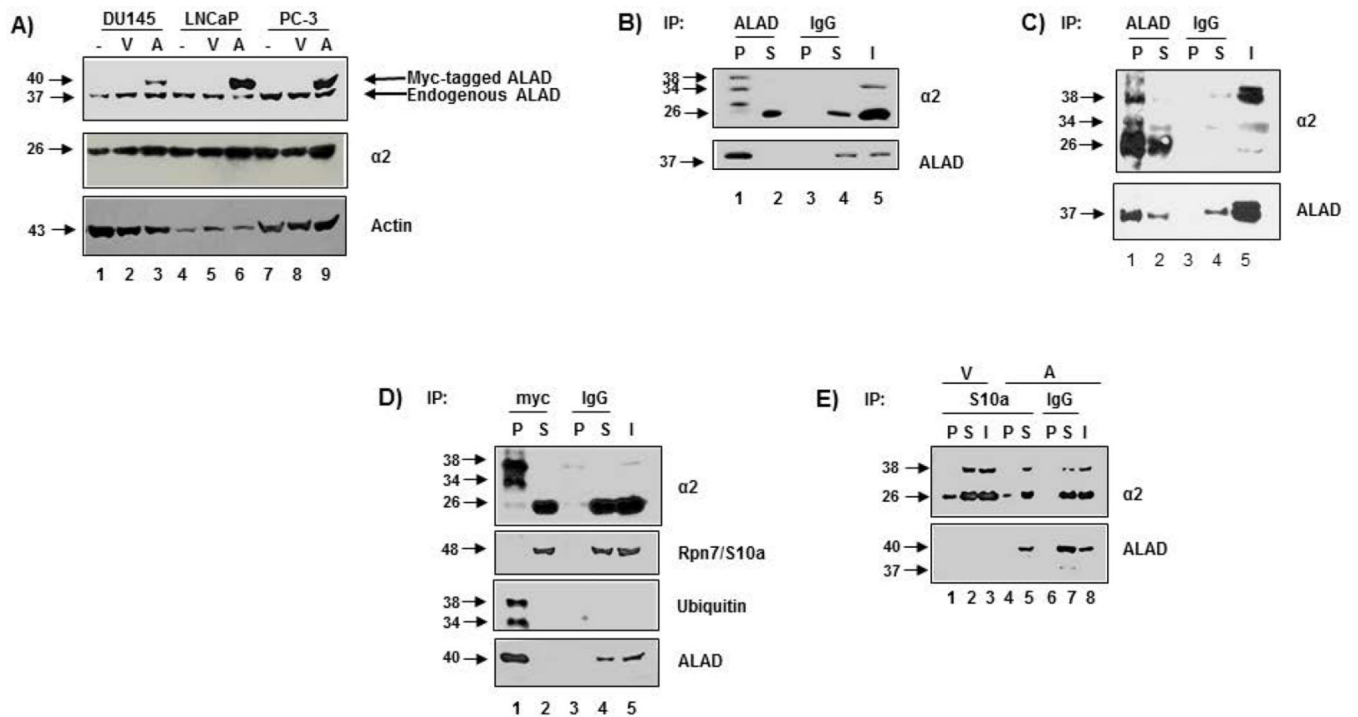 A)
DU145 LNCaP PC-3
- V A - V A - V A
40
37
Myc-tagged ALAD
Endogenous ALAD
26
α2
43
Actin
1 2 3 4 5 6 7 8 9
B) IP: ALAD IgG
P S P S I
38
34
26
α2
37
ALAD
1 2 3 4 5
C) IP: ALAD IgG
P S P S I
38
34
26
α2
37
ALAD
1 2 3 4 5
D) IP: myc IgG
P S P S I
38
34
26
α2
48
Rpn7/S10a
38
34
Ubiquitin
40
ALAD
1 2 3 4 5
V A
E) IP: S10a IgG
P S I P S P S I
38
26
α2
40
37
ALAD
1 2 3 4 5 6 7 8